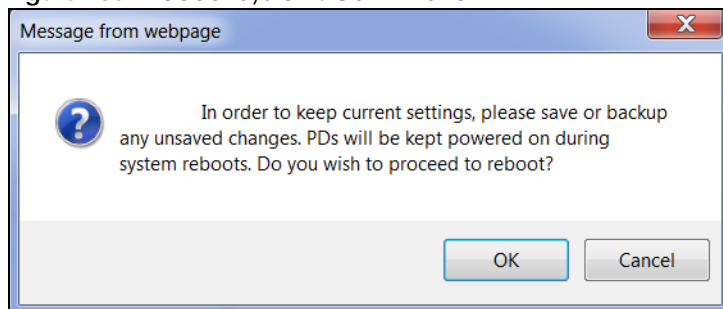 Message from webpage
X
In order to keep current settings, please save or backup
any unsaved changes. PDs will be kept powered on during
system reboots. Do you wish to proceed to reboot?
OK
Cancel